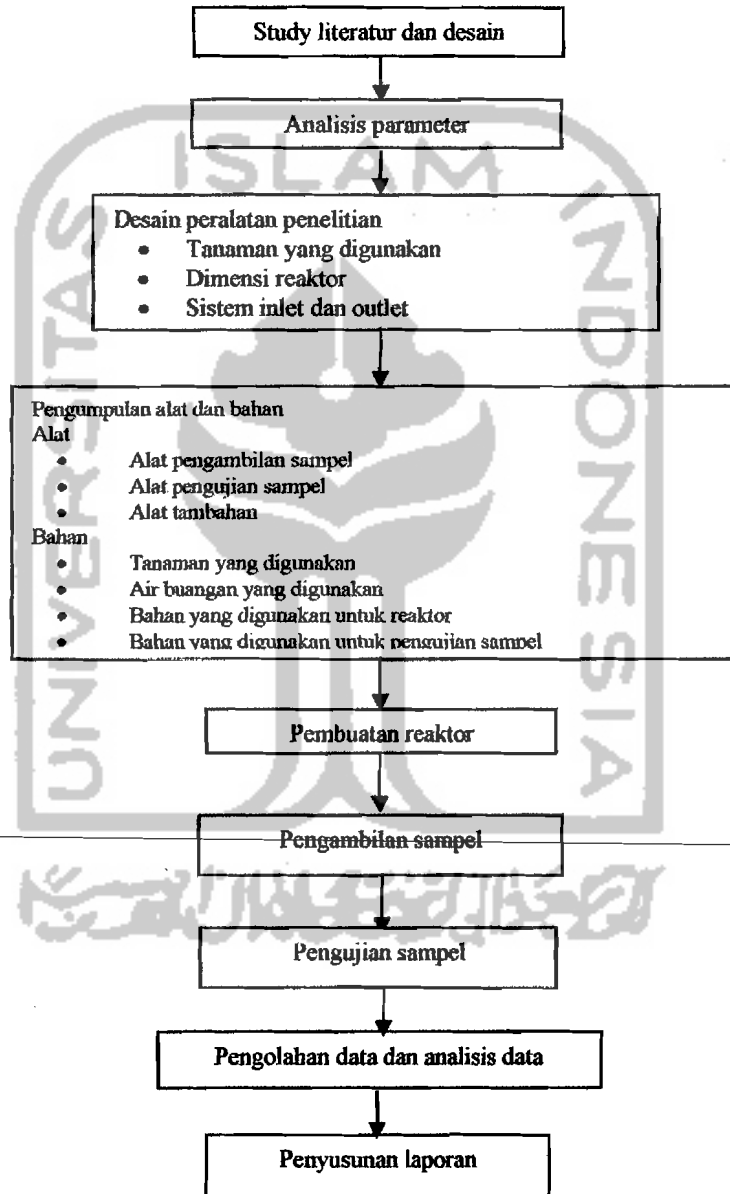 Study literatur dan desain
Analisis parameter
Desain peralatan penelitian
• Tanaman yang digunakan
• Dimensi reaktor
• Sistem inlet dan outlet
Pengumpulan alat dan bahan
Alat
• Alat pengambilan sampel
• Alat pengujian sampel
• Alat tambahan
Bahan
• Tanaman yang digunakan
• Air buangan yang digunakan
• Bahan yang digunakan untuk reaktor
• Bahan yang digunakan untuk pengujian sampel
Pembuatan reaktor
Pengambilan sampel
Pengujian sampel
Pengolahan data dan analisis data
Penyusunan laporan
UNIVERSITAS
ISLAM
INDONESIA